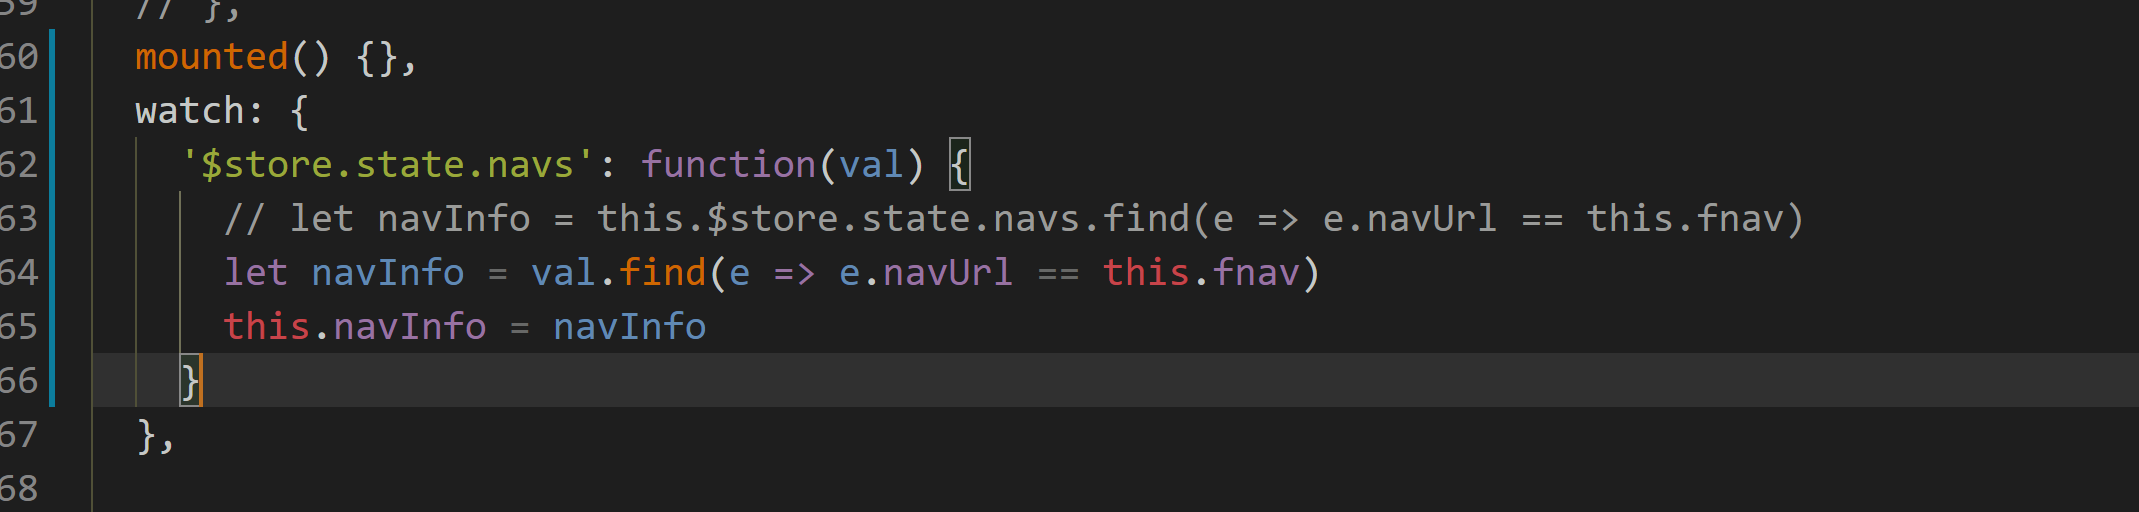 59 // },
60 mounted() {},
61 watch: {
62 '$store.state.navs': function(val) {
63 // let navInfo = this.$store.state.navs.find(e => e.navUrl == this.fnav)
64 let navInfo = val.find(e => e.navUrl == this.fnav)
65 this.navInfo = navInfo
66 }
67 },
68